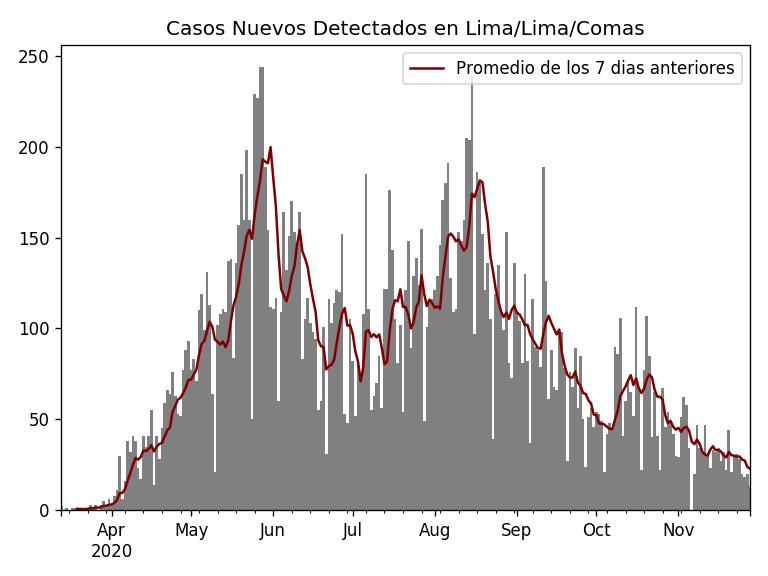 Casos Nuevos Detectados en Lima/Lima/Comas
Promedio de los 7 dias anteriores
250
200
150
100
50
0
Apr May Jun Jul Aug Sep Oct Nov
2020